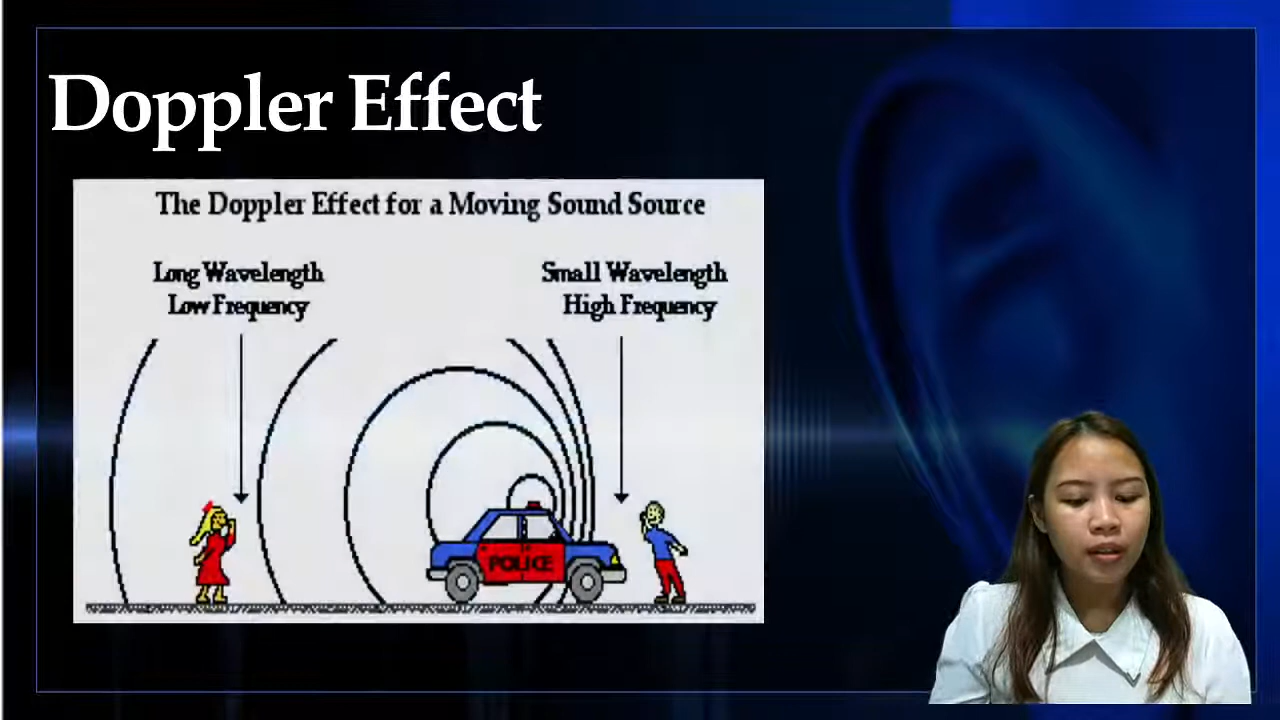 Doppler Effect
The Doppler Effect for a Moving Sound Source
Long Wavelength
Low Frequency
Small Wavelength
High Frequency
POLICE